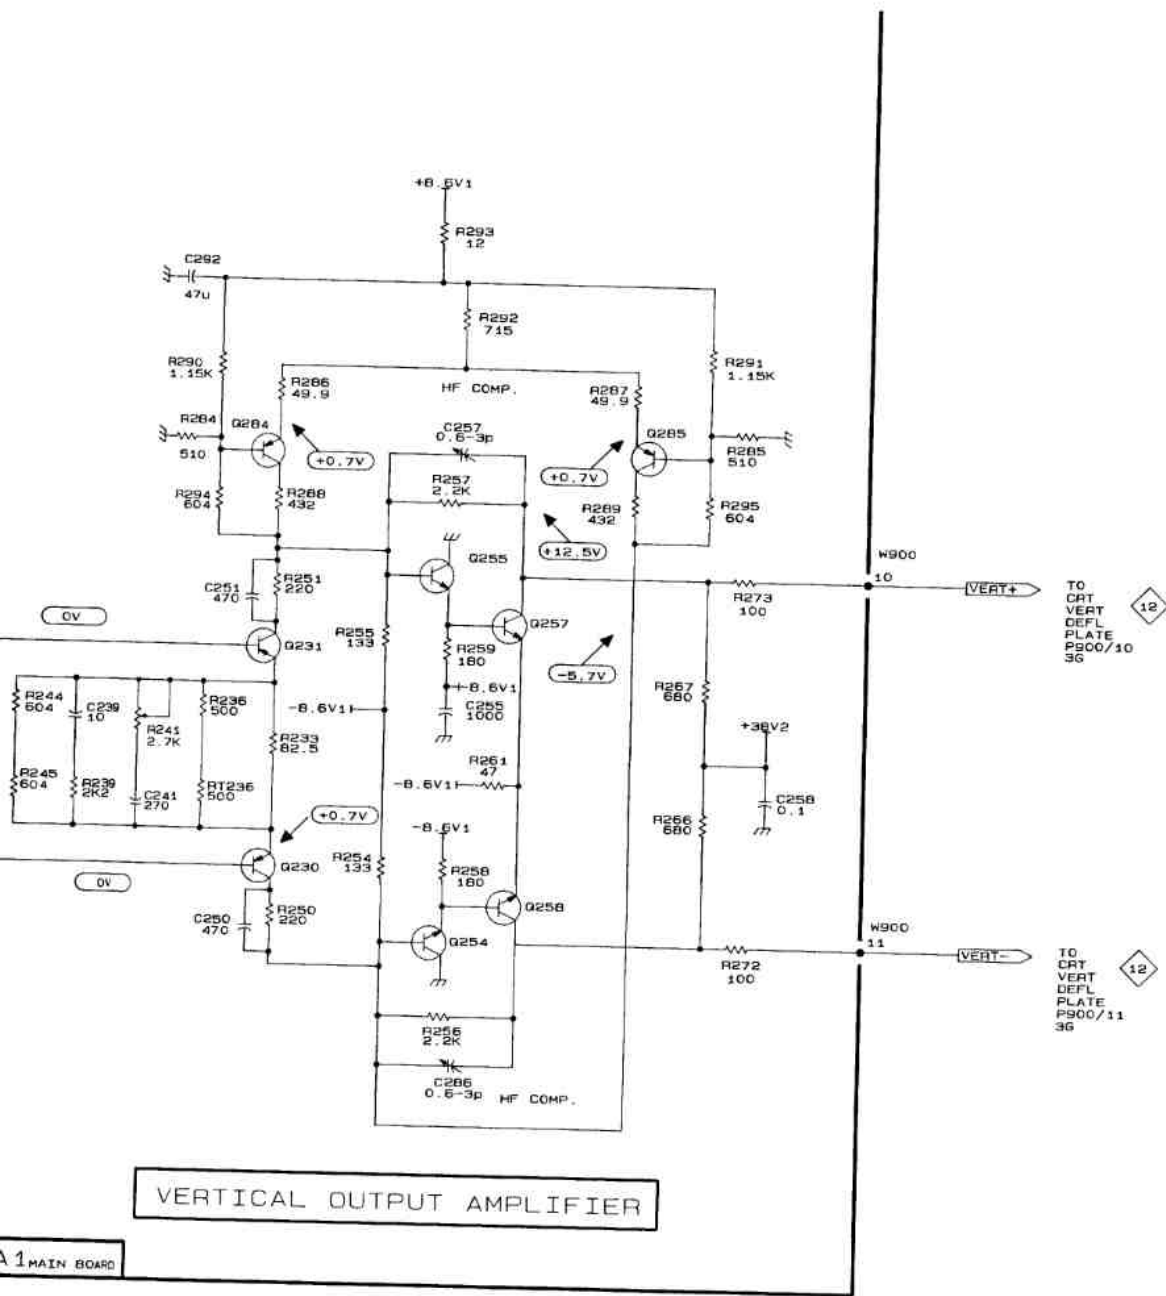 +8.6V1
R293
12
C292
47u
R292
715
R290
1.15K
R291
1.15K
R286
49.9
HF COMP.
R287
49.9
R284
510
Q284
C257
0.6-3p
Q285
R285
510
+0.7V
+0.7V
R257
2.2K
R294
604
R288
432
R289
432
R295
604
+12.5V
W900
10
Q255
C251
470
R251
220
VERT+
TO
CRT
VERT
DEFL
PLATE
P900/10
3G
12
R273
100
0V
R255
133
Q257
Q231
R259
180
-5.7V
-8.6V1
C255
1000
R244
604
C239
10
R241
2.7K
R236
500
-8.6V1
R233
82.5
R267
680
+38V2
R261
47
-8.6V1
R245
604
R239
2K2
C241
270
RT236
500
C258
0.1
+0.7V
-8.6V1
R266
680
R254
133
R258
180
Q230
0V
Q258
C250
470
R250
220
Q254
W900
11
VERT-
TO
CRT
VERT
DEFL
PLATE
P900/11
3G
12
R272
100
R256
2.2K
C286
0.6-3p
HF COMP.
VERTICAL OUTPUT AMPLIFIER
A1 MAIN BOARD